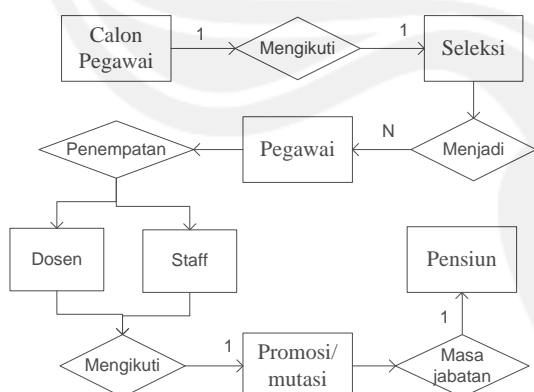 Calon
Pegawai
1
Mengikuti
1
Seleksi
Penempatan
Pegawai
N
Menjadi
Dosen
Staff
Pensiun
1
Mengikuti
1
Promosi/
mutasi
Masa
jabatan